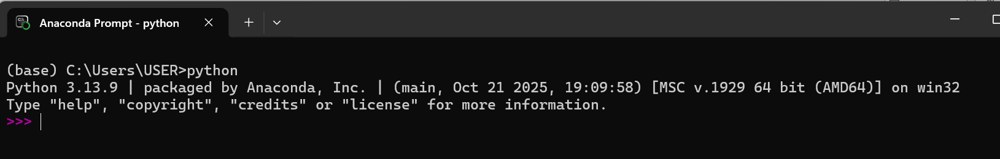 Anaconda Prompt - python
(base) C:\Users\USER>python
Python 3.13.9 | packaged by Anaconda, Inc. | (main, Oct 21 2025, 19:09:58) [MSC v.1929 64 bit (AMD64)] on win32
Type "help", "copyright", "credits" or "license" for more information.
>>>